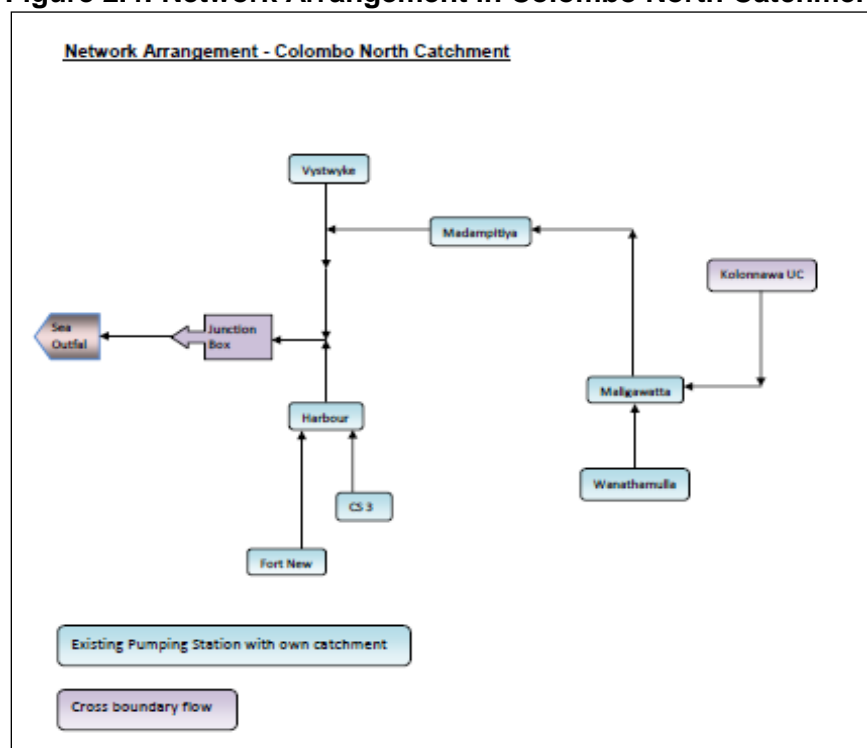 Figure 2.4: Network Arrangement in Colombo North Catchment
Network Arrangement - Colombo North Catchment
Vystwyke
Madampitiya
Kolonnawa UC
Sea
Outfal
Junction
Box
Maligawatta
Harbour
Wanathamulla
CS 3
Fort New
Existing Pumping Station with own catchment
Cross boundary flow